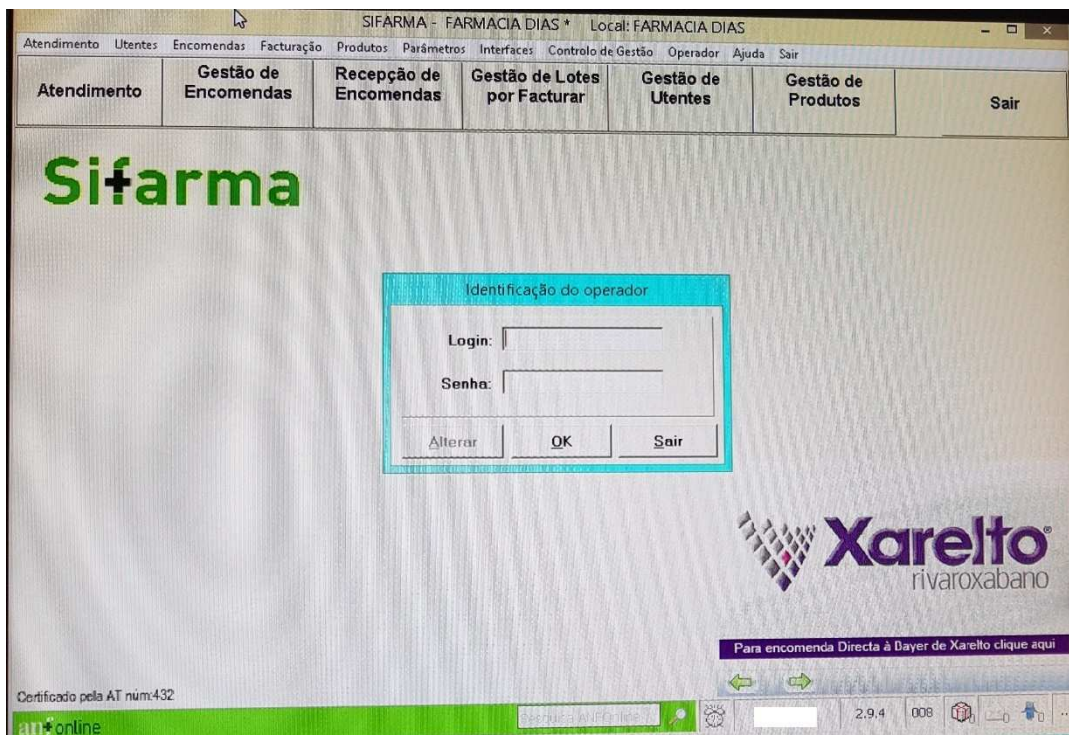 SIFARMA - FARMACIA DIAS * Local: FARMACIA DIAS
Atendimento Utentes Encomendas Facturação Produtos Parâmetros Interfaces Controlo de Gestão Operador Ajuda Sair
Atendimento
Gestão de
Encomendas
Recepção de
Encomendas
Gestão de Lotes
por Facturar
Gestão de
Utentes
Gestão de
Produtos
Sair
Sifarma
Identificação do operador
Login:
Senha:
Alterar OK Sair
Xarelto®
rivaroxabano
Para encomenda Directa à Bayer de Xarelto clique aqui
Certificado pela AT núm:432
anf online
2.9.4 008